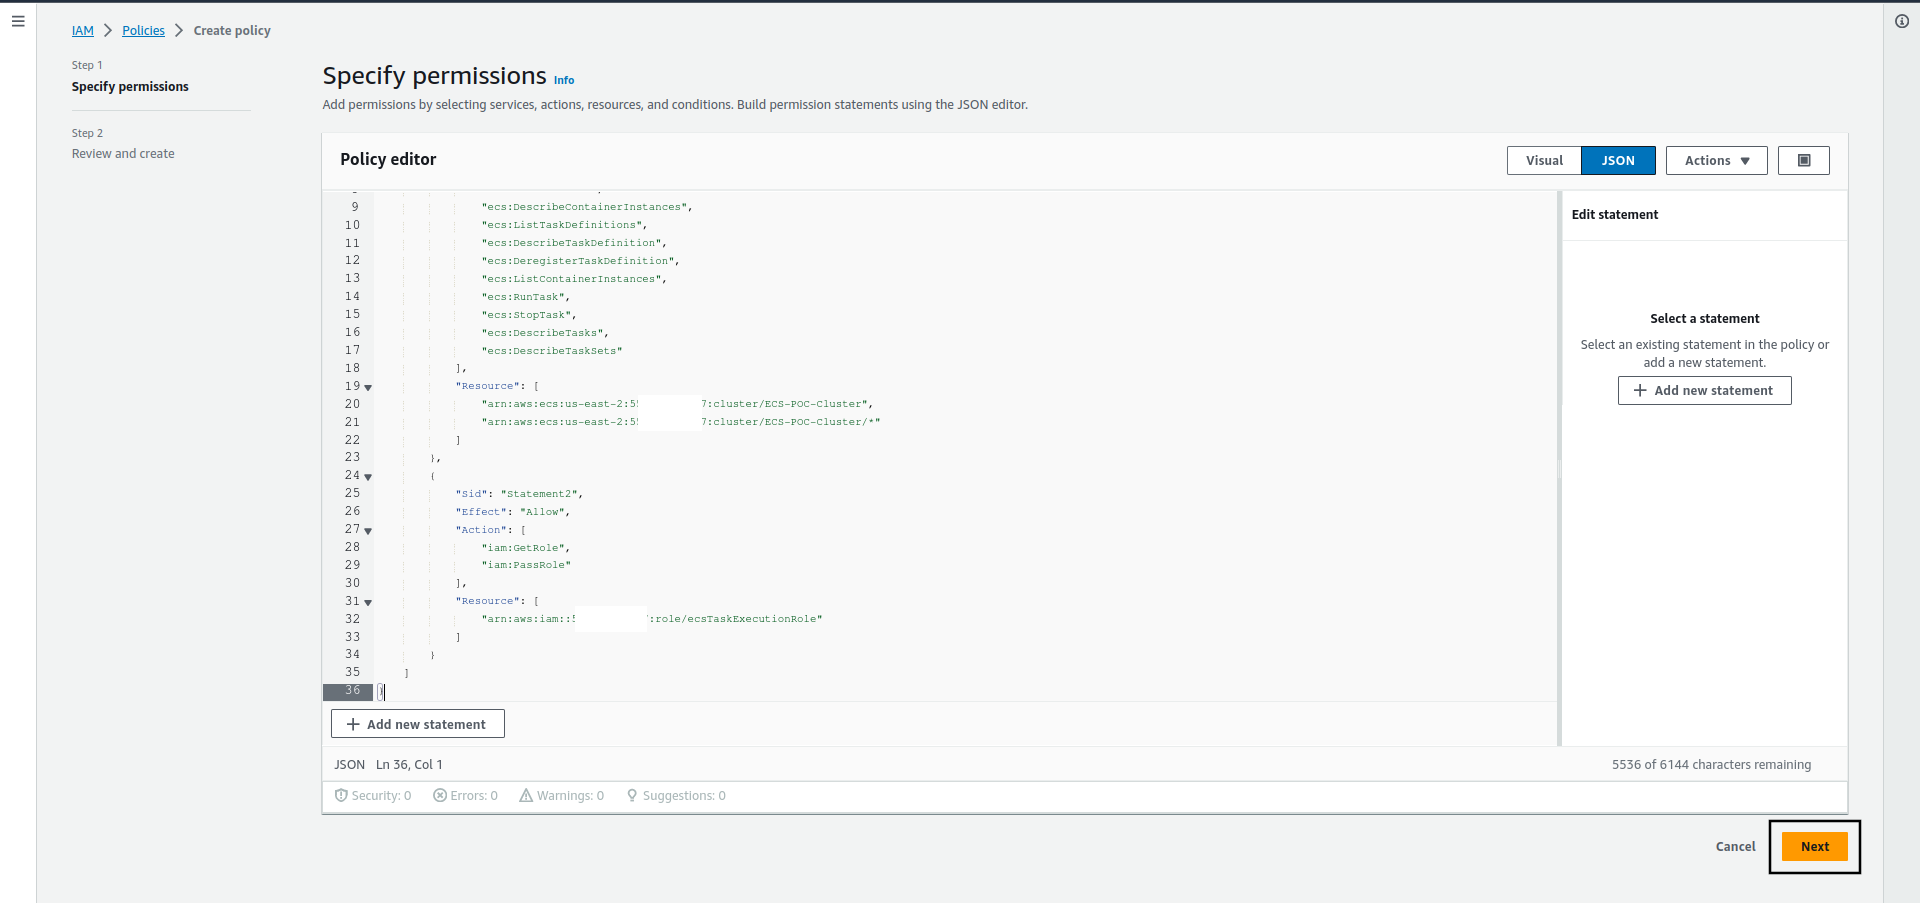 IAM > Policies > Create policy
Step 1
Specify permissions
Step 2
Review and create
Specify permissions Info
Add permissions by selecting services, actions, resources, and conditions. Build permission statements using the JSON editor.
Policy editor
Visual JSON Actions
9 "ecs:DescribeContainerInstances",
10 "ecs:ListTaskDefinitions",
11 "ecs:DescribeTaskDefinition",
12 "ecs:DeregisterTaskDefinition",
13 "ecs:ListContainerInstances",
14 "ecs:RunTask",
15 "ecs:StopTask",
16 "ecs:DescribeTasks",
17 "ecs:DescribeTaskSets"
18 ],
19 "Resource": [
20 "arn:aws:ecs:us-east-2:5 7:cluster/ECS-POC-Cluster",
21 "arn:aws:ecs:us-east-2:5 7:cluster/ECS-POC-Cluster/*"
22 ]
23 },
24 {
25 "Sid": "Statement2",
26 "Effect": "Allow",
27 "Action": [
28 "iam:GetRole",
29 "iam:PassRole"
30 ],
31 "Resource": [
32 "arn:aws:iam:: :role/ecsTaskExecutionRole"
33 ]
34 }
35 ]
36 }
Edit statement
Select a statement
Select an existing statement in the policy or
add a new statement.
+ Add new statement
+ Add new statement
JSON Ln 36, Col 1
5536 of 6144 characters remaining
Security: 0 Errors: 0 Warnings: 0 Suggestions: 0
Cancel Next